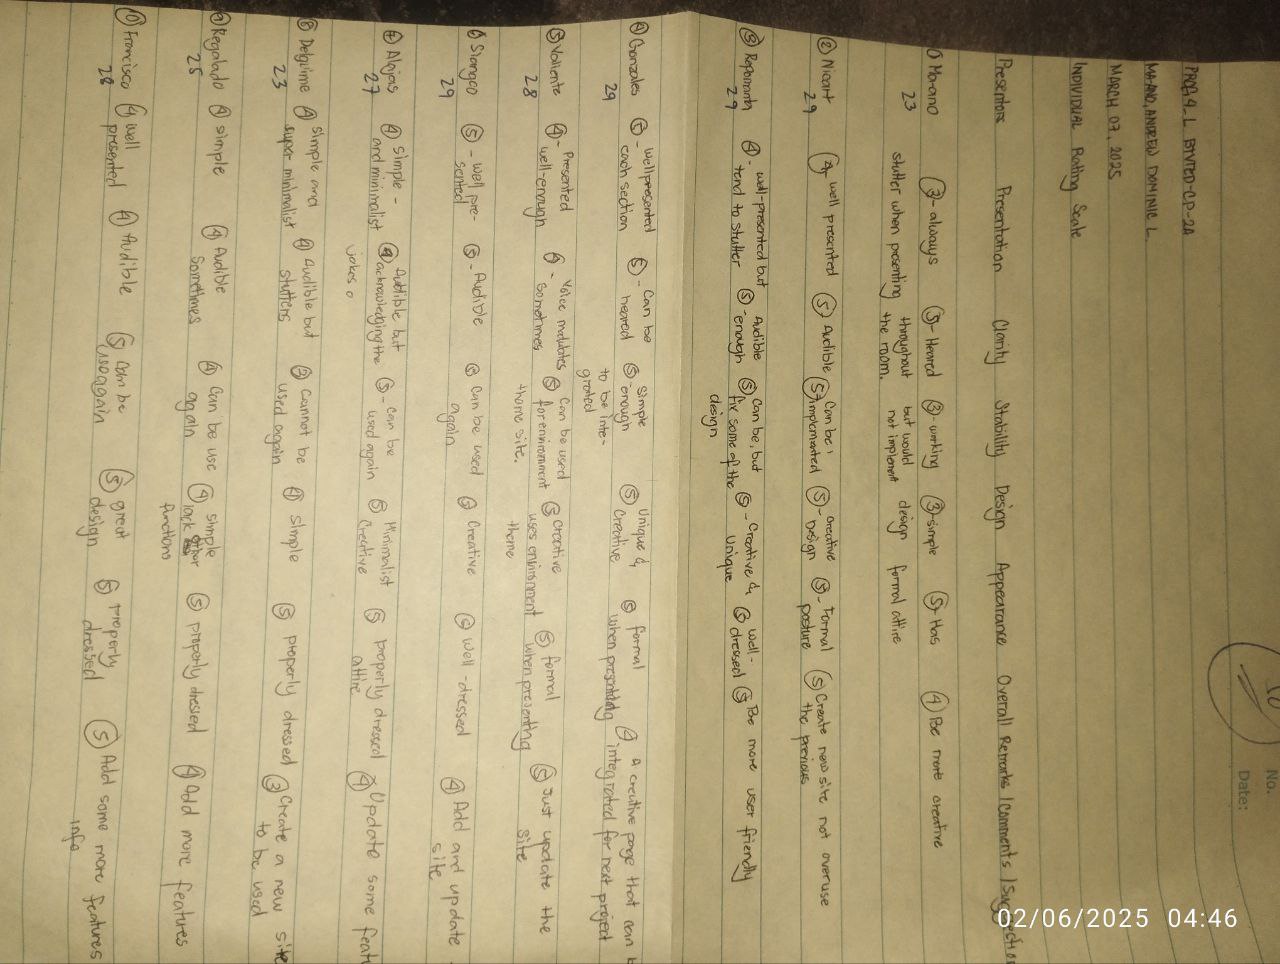 50
No.
Date:
02/06/2025 04:46
PROG 4_L BTVTED-CP-2A
MA-ANO, ANDREW DOMINIC L.
MARCH 07, 2025
INDIVIDUAL Rating Scale
Presentors Presentation Clarity Stability Design Appearance Overall Remarks / Comments / Suggestion
1 Ma-ano 3 - always 5 - Heared 3 - working 3 - simple 5 - Has 4 Be more creative
23 stutter when presenting throughout but would design formal attire
the room. not implement
2 Nicart 4 - well presented 5 Audible 5 - Can be 5 - creative 5 - Formal 5 Create new site not overuse
29 implemented Design posture the previous
3 4 - well-presented but 5 - Audible 5 Can be, but 5 - Creative & 5 well- 5 Be more user friendly
29 tend to stutter enough fix some of the Unique dressed
design
4 Gonzales 5 - Wellpresented 5 - Can be 5 Simple 5 Unique & 5 formal 4 A creative page that can b
29 each section heared enough Creative when presenting integrated for next project
to be inte-
grated
5 Valiente 4 - Presented 4 - Voice modulates 5 Can be used 5 creative 5 formal 5 Just update the
28 well-enough sometimes for environment uses environment when presenting site
theme site. theme
6 Siangco 5 - well pre- 5 - Audible 5 Can be used 5 Creative 5 well-dressed 4 Add and update
29 sented again site
7 Alajas 4 simple - 4 Audible but 5 - can be 5 Minimalist 5 properly dressed 4 Update some feat
27 and minimalist acknowledging the used again Creative attire
jokes
8 Delguime 4 simple and 4 Audible but 3 Cannot be 4 simple 5 properly dressed 3 Create a new site
23 super minimalist stutters used again to be used
9 Regalado 4 simple 4 Audible 4 Can be use 4 simple 5 properly dressed 4 Add more features
25 sometimes again lack other
functions
10 Francisco 4 well 4 Audible 5 Can be 5 great 5 properly 5 Add some more features
28 presented use again design dressed info